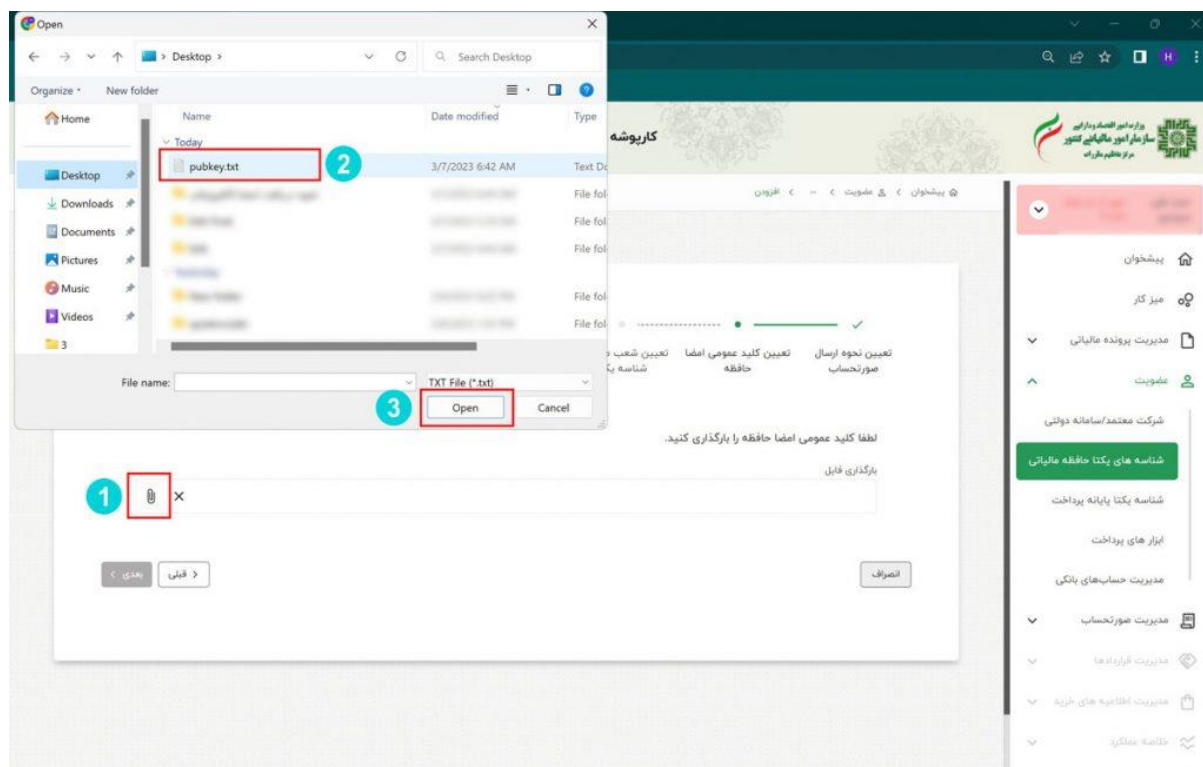 Open
Desktop >
Search Desktop
Organize
New folder
Home
Desktop
Downloads
Documents
Pictures
Music
Videos
3
Name
Date modified
Type
Today
pubkey.txt
3/7/2023 6:42 AM
Text Do
2
File fol
File fol
File fol
File fol
File fol
File name:
TXT File (*.txt)
3
Open
Cancel
H
کارپوشه
وزارت امور اقتصاد و دارایی
سازمان امور مالیاتی کشور
پیشخوان > عضویت > ... > افزودن
تعیین نحوه ارسال
صورتحساب
تعیین کلید عمومی امضا
حافظه
تعیین شعب
شناسه یک
لطفا کلید عمومی امضا حافظه را بارگذاری کنید.
بارگذاری فایل
1
انصراف
قبلی
بعدی
پیشخوان
میز کار
مدیریت پرونده مالیاتی
عضویت
شرکت معتمد/سامانه دولتی
شناسه های یکتا حافظه مالیاتی
شناسه یکتا پایانه پرداخت
ابزار های پرداخت
مدیریت حساب‌های بانکی
مدیریت صورتحساب
مدیریت قراردادها
مدیریت اطلاعیه های خرید
خلاصه عملکرد